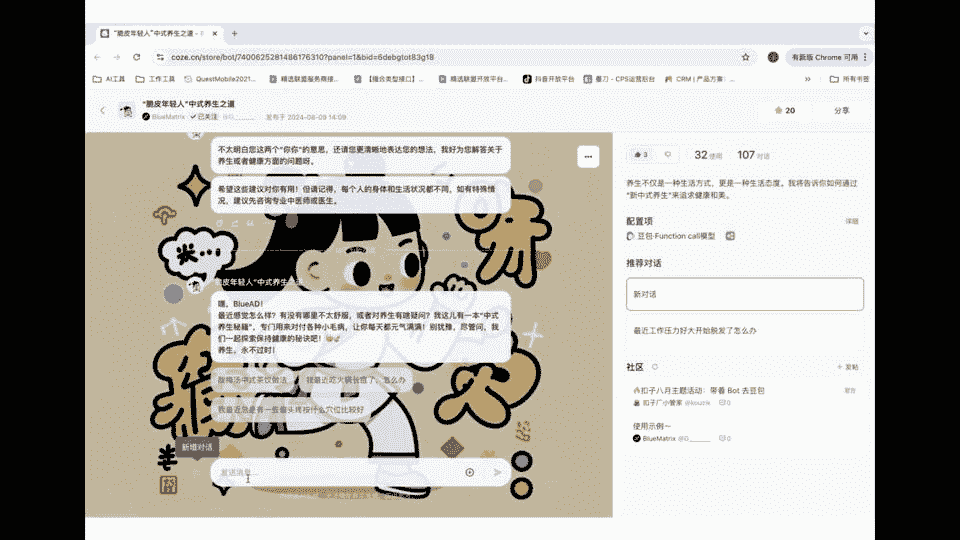 "脆皮年轻人"中式养生之道 -
coze.cn/store/bot/7400625281486176310?panel=1&bid=6debgtot83g18
有新版 Chrome 可用
AI工具
工作工具
QuestMobile2021...
精选联盟服务商接...
【撮合类型接口】...
精选联盟开放平台...
抖音开放平台
CPS运营后台
CRM｜产品方案：...
»
所有书签
"脆皮年轻人"中式养生之道
BlueMatrix
已关注
发布于 2024-08-09 14:09
20
分享
不太明白您这两个"你你"的意思，还请您更清晰地表达您的想法，我好为您解答关于
养生或者健康方面的问题呀。
希望这些建议对你有用！但请记得，每个人的身体和生活状况都不同，如有特殊情
况，建议先咨询专业中医师或医生。
脆皮年轻人"中式养生之
嘿，BlueAD！
最近感觉怎么样？有没有哪里不太舒服，或者对养生有啥疑问？我这儿有一本"中式
养生秘籍"，专门用来对付各种小毛病，让你每天都元气满满！别犹豫，尽管问，我
们一起探索保持健康的秘诀吧！
养生，永不过时！
酸梅汤中式茶饮做法
我最近吃火锅长痘了，怎么办
我最近总是有一些偏头疼按什么穴位比较好
新增对话
发送消息...
3
32 使用
107 对话
养生不仅是一种生活方式，更是一种生活态度。我将告诉你如何通过
"新中式养生"来追求健康和美。
配置项
详细
豆包·Function call模型
推荐对话
新对话
最近工作压力好大开始脱发了怎么办
社区
+ 发帖
扣子八月主题活动：带着 Bot 去豆包
扣子厂小管家 @kouzik
0
使用示例～
BlueMatrix
0